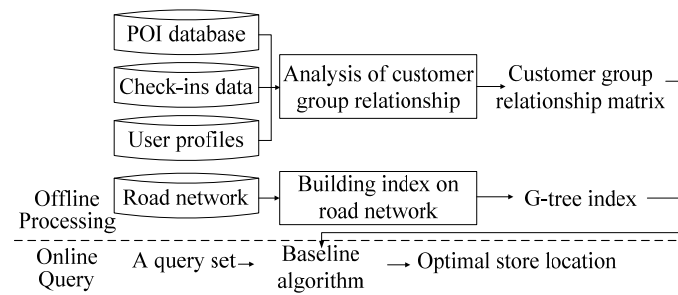 POI database
Check-ins data
User profiles
Analysis of customer
group relationship
Customer group
relationship matrix
Offline
Processing
Road network
Building index on
road network
G-tree index
Online
Query
A query set
Baseline
algorithm
Optimal store location